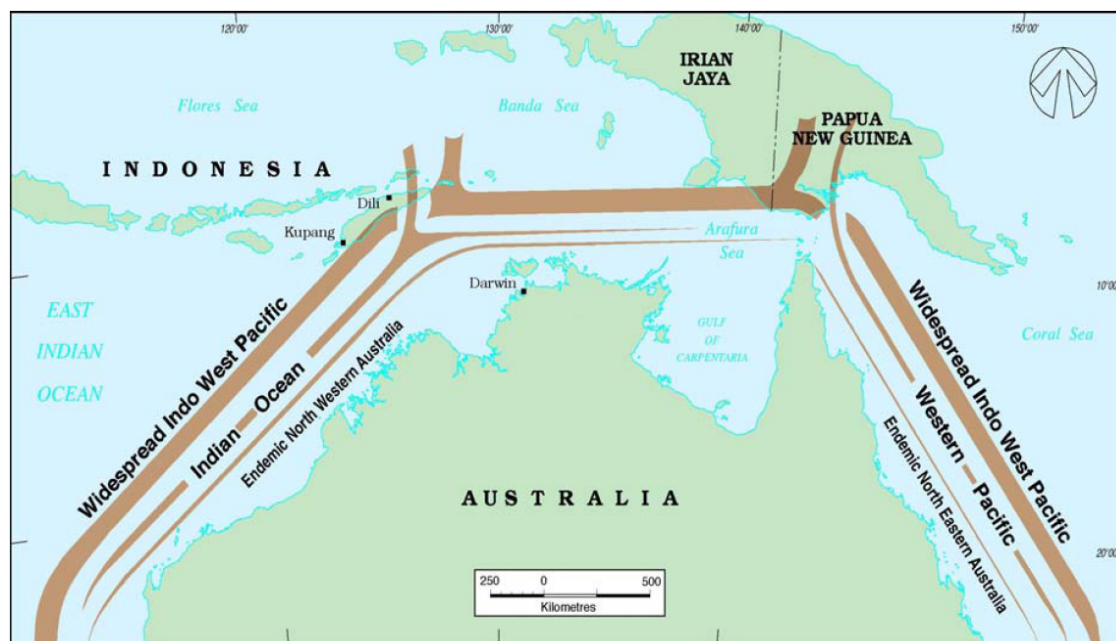 120°00'
130°00'
140°00'
150°00'
IRIAN
JAYA
Flores Sea
Banda Sea
PAPUA
NEW GUINEA
INDONESIA
Dili
Kupang
Arafura
Sea
Darwin
10°00'
EAST
INDIAN
OCEAN
GULF
OF
CARPENTARIA
Coral Sea
Widespread Indo West Pacific
Indian Ocean
Endemic North Western Australia
Widespread Indo West Pacific
Western Pacific
Endemic North Eastern Australia
AUSTRALIA
20°00'
250 0 500
Kilometres